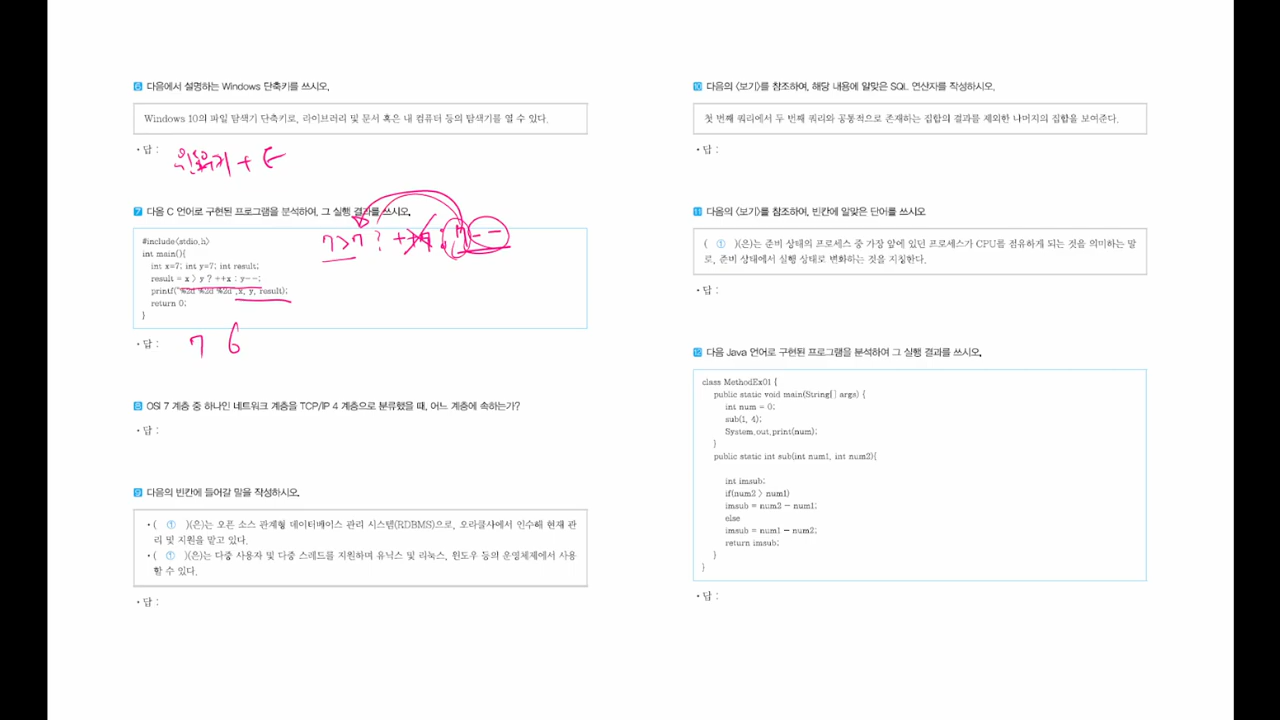 6 다음에서 설명하는 Windows 단축키를 쓰시오.
Windows 10의 파일 탐색기 단축키로, 라이브러리 및 문서 혹은 내 컴퓨터 등의 탐색기를 열 수 있다.
• 답 :
+ E
7 다음 C 언어로 구현된 프로그램을 분석하여, 그 실행 결과를 쓰시오.
7>7 ? ++x : 7--
#include<stdio.h>
int main(){
int x=7; int y=7; int result;
result = x > y ? ++x : y--;
printf("%2d %2d %2d",x, y, result);
return 0;
}
• 답 : 7 6
8 OSI 7 계층 중 하나인 네트워크 계층을 TCP/IP 4 계층으로 분류했을 때, 어느 계층에 속하는가?
• 답 :
9 다음의 빈칸에 들어갈 말을 작성하시오.
• ( ① )(은)는 오픈 소스 관계형 데이터베이스 관리 시스템(RDBMS)으로, 오라클사에서 인수해 현재 관
리 및 지원을 맡고 있다.
• ( ① )(은)는 다중 사용자 및 다중 스레드를 지원하며 유닉스 및 리눅스, 윈도우 등의 운영체제에서 사용
할 수 있다.
• 답 :
10 다음의 〈보기〉를 참조하여, 해당 내용에 알맞은 SQL 연산자를 작성하시오.
첫 번째 쿼리에서 두 번째 쿼리와 공통적으로 존재하는 집합의 결과를 제외한 나머지의 집합을 보여준다.
• 답 :
11 다음의 〈보기〉를 참조하여, 빈칸에 알맞은 단어를 쓰시오
( ① )(은)는 준비 상태의 프로세스 중 가장 앞에 있던 프로세스가 CPU를 점유하게 되는 것을 의미하는 말
로, 준비 상태에서 실행 상태로 변화하는 것을 지칭한다.
• 답 :
12 다음 Java 언어로 구현된 프로그램을 분석하여 그 실행 결과를 쓰시오.
class MethodEx01 {
public static void main(String[] args) {
int num = 0;
sub(1, 4);
System.out.print(num);
}
public static int sub(int num1, int num2){
int imsub;
if(num2 > num1)
imsub = num2 - num1;
else
imsub = num1 - num2;
return imsub;
}
}
• 답 :